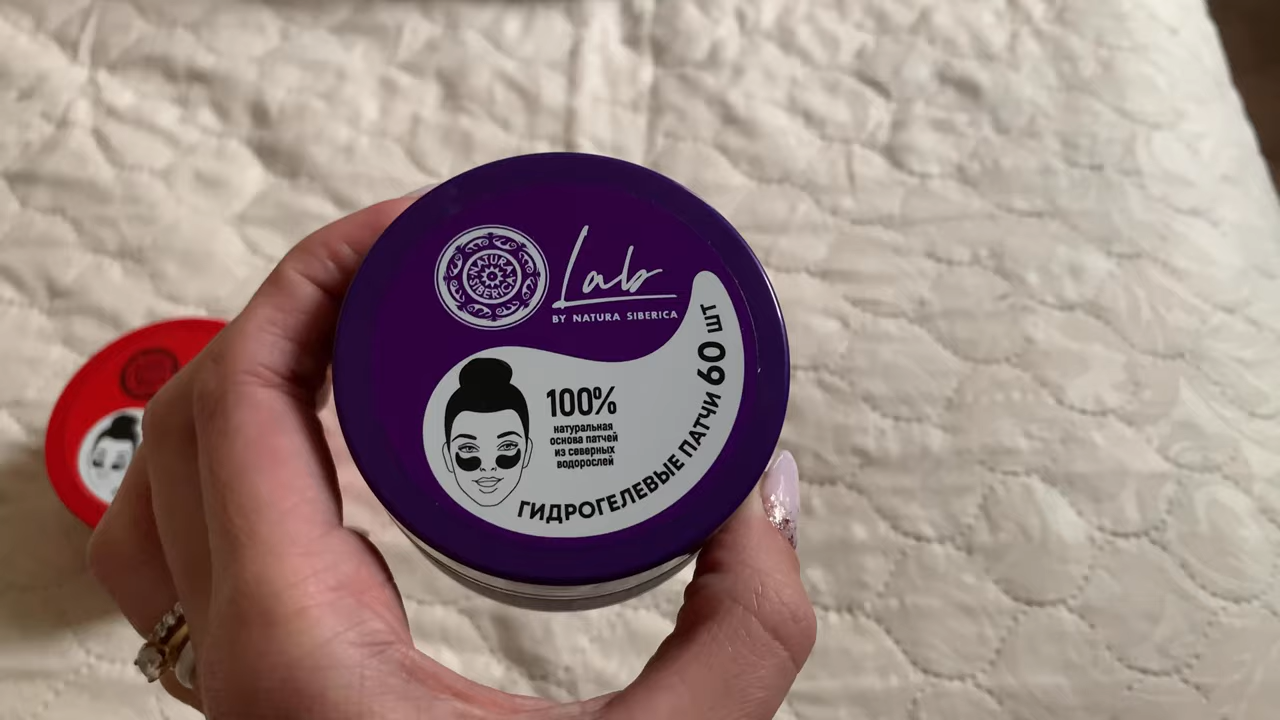 NATURA
SIBERICA
Lab
BY NATURA SIBERICA
100%
натуральная
основа патчей
из северных
водорослей
ГИДРОГЕЛЕВЫЕ ПАТЧИ 60 ШТ